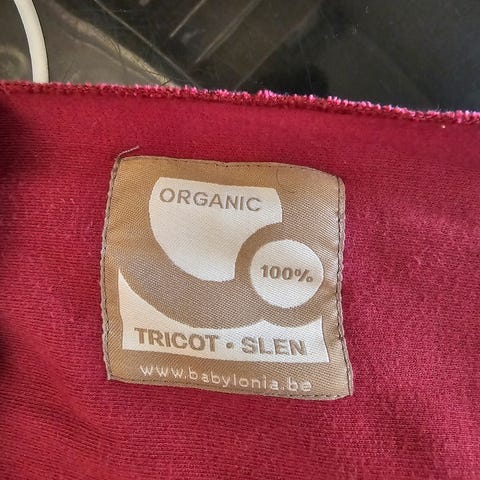 ORGANIC
100%
TRICOT • SLEN
www.babylonia.be